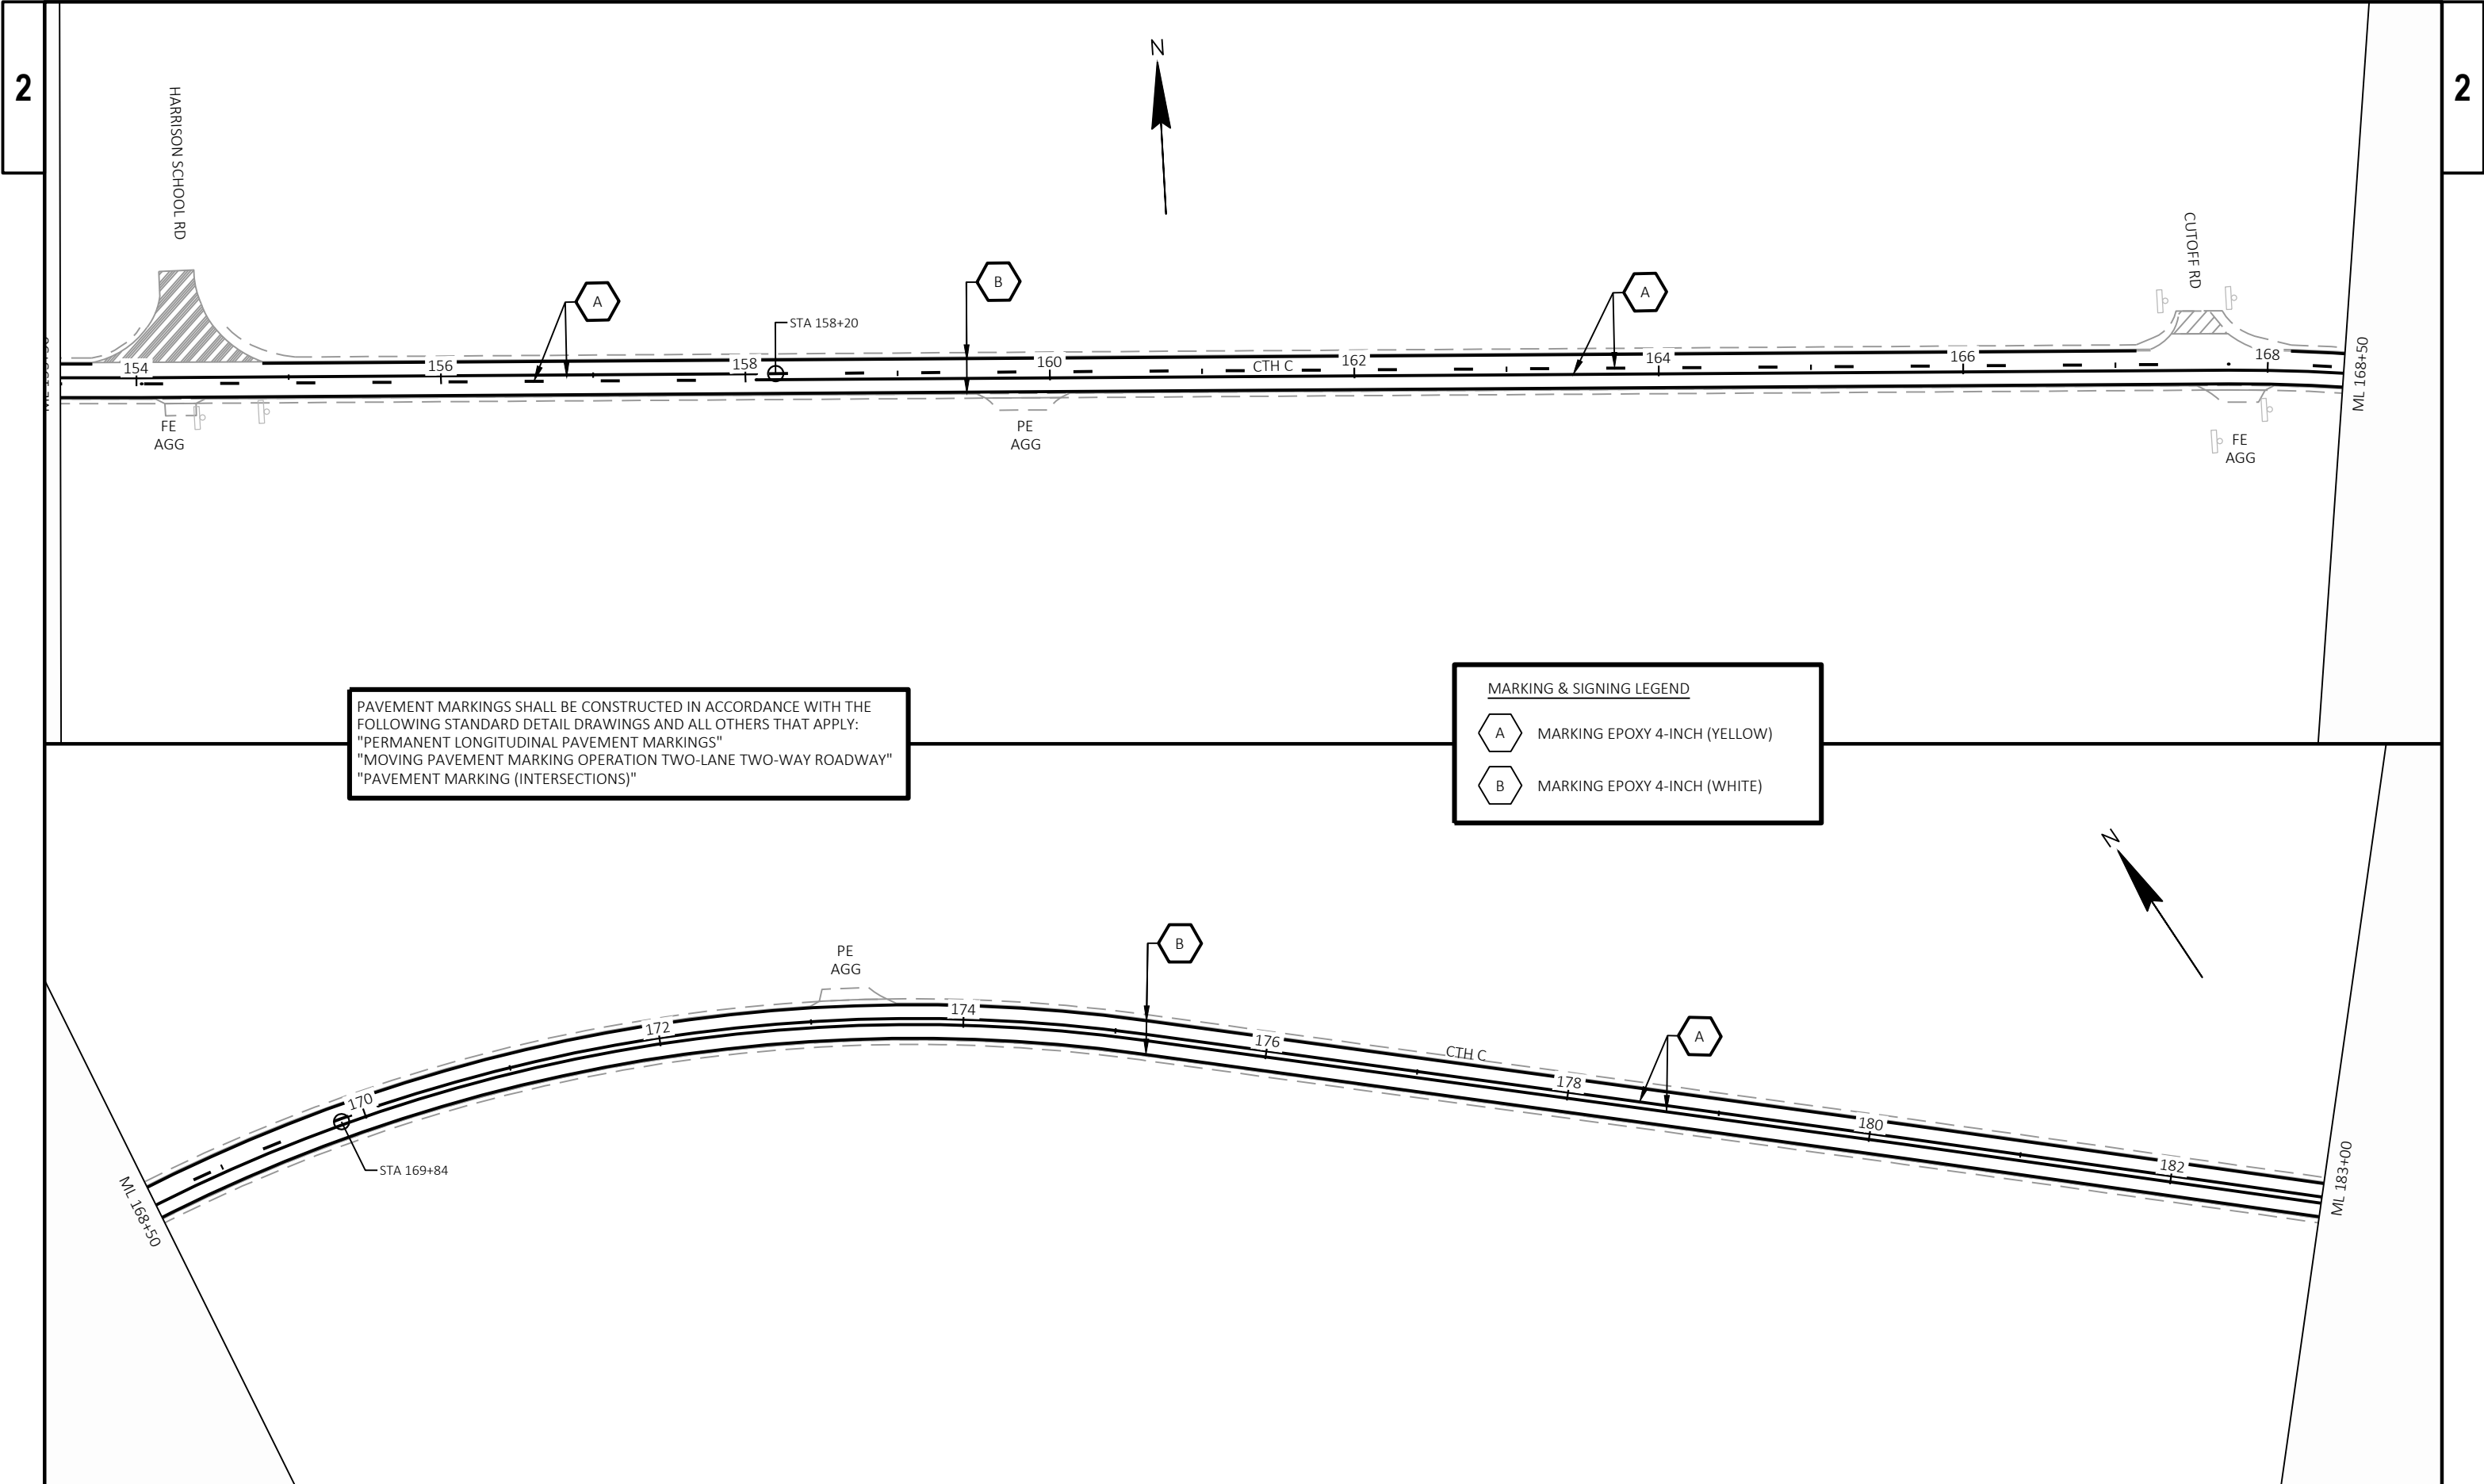 2
2
N
HARRISON SCHOOL RD
CUTOFF RD
A
B
A
STA 158+20
154
156
158
160
CTH C
162
164
166
168
ML 168+50
FE
AGG
PE
AGG
FE
AGG
PAVEMENT MARKINGS SHALL BE CONSTRUCTED IN ACCORDANCE WITH THE
FOLLOWING STANDARD DETAIL DRAWINGS AND ALL OTHERS THAT APPLY:
"PERMANENT LONGITUDINAL PAVEMENT MARKINGS"
"MOVING PAVEMENT MARKING OPERATION TWO-LANE TWO-WAY ROADWAY"
"PAVEMENT MARKING (INTERSECTIONS)"
MARKING & SIGNING LEGEND
A MARKING EPOXY 4-INCH (YELLOW)
B MARKING EPOXY 4-INCH (WHITE)
N
PE
AGG
B
A
170
172
174
176
CTH C
178
180
182
STA 169+84
ML 168+50
ML 183+00